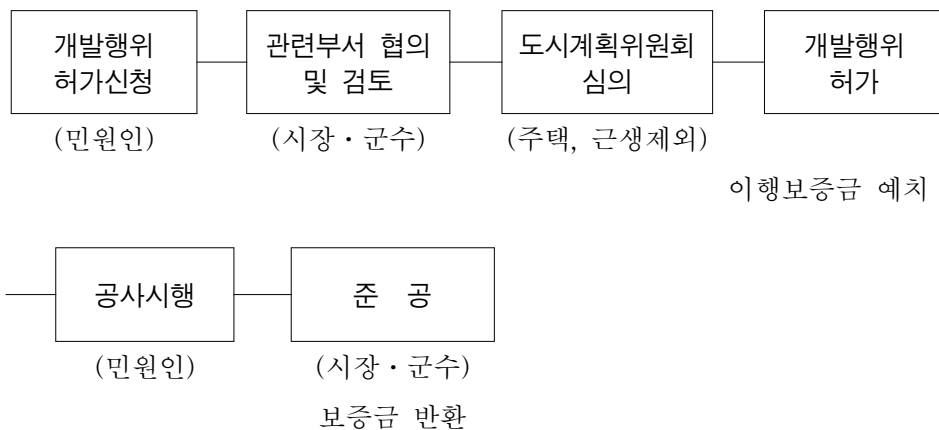 개발행위
허가신청
관련부서 협의
및 검토
도시계획위원회
심의
개발행위
허가
(민원인)
(시장·군수)
(주택, 근생제외)
이행보증금 예치
공사시행
준 공
(민원인)
(시장·군수)
보증금 반환